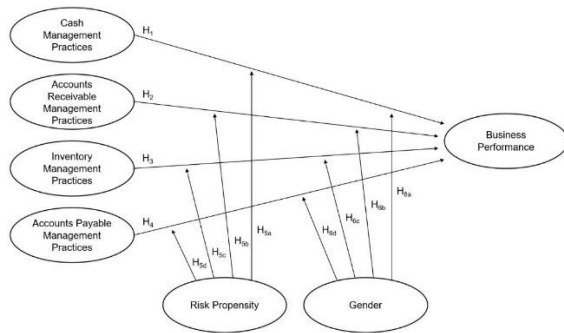 Cash
Management
Practices
H1
Accounts
Receivable
Management
Practices
H2
Inventory
Management
Practices
H3
Accounts Payable
Management
Practices
H4
Business
Performance
H5d
H5c
H5b
H5a
H6d
H6c
H6b
H6a
Risk Propensity
Gender